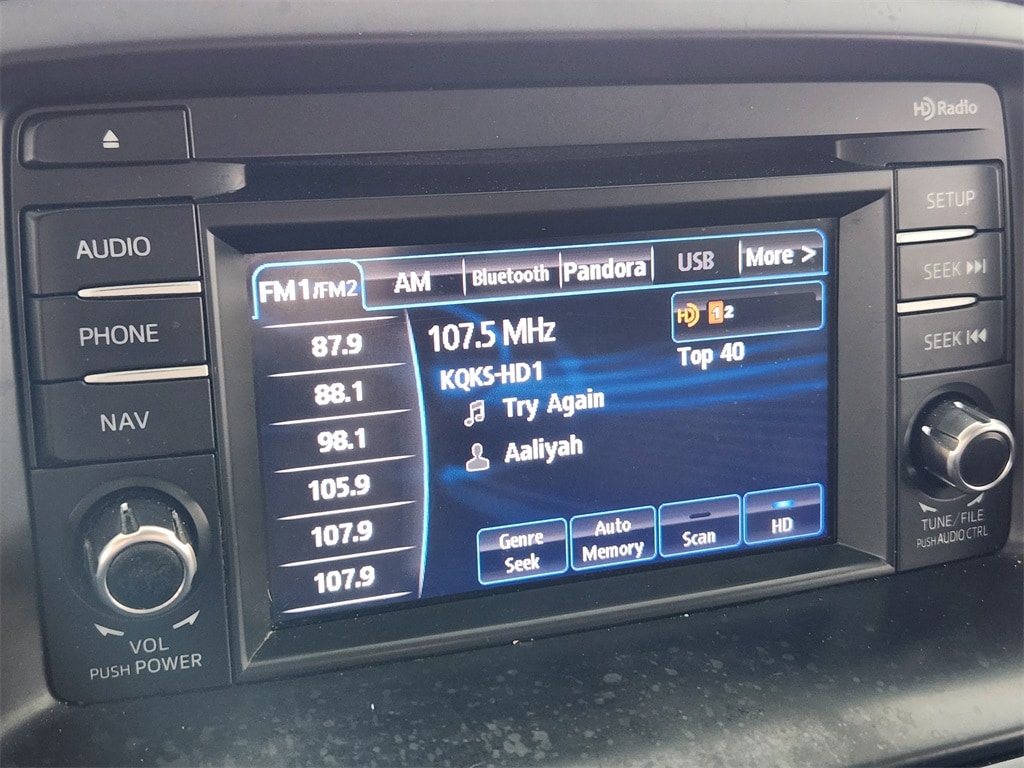 HD Radio
AUDIO
PHONE
NAV
VOL
PUSH POWER
FM1/FM2
AM
Bluetooth
Pandora
USB
More >
87.9
88.1
98.1
105.9
107.9
107.9
107.5 MHz
HD 1 2
KQKS-HD1
Top 40
Try Again
Aaliyah
Genre
Seek
Auto
Memory
Scan
HD
SETUP
SEEK
SEEK
TUNE/FILE
PUSH AUDIO CTRL